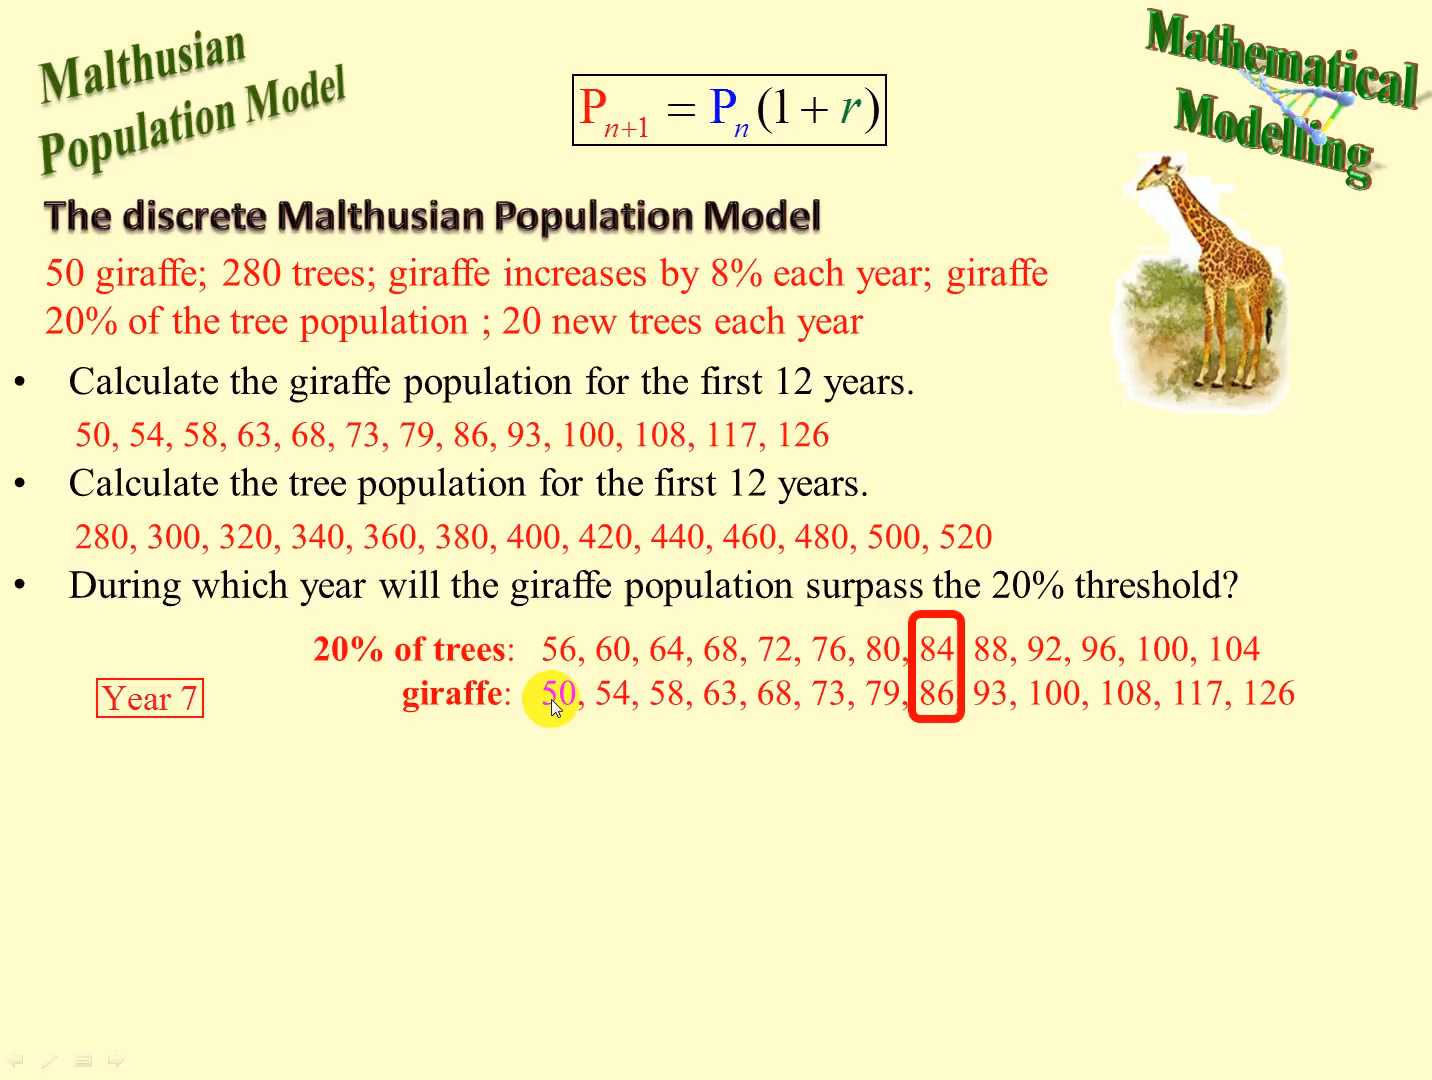 Malthusian
Population Model
Mathematical
Modelling
Pn+1 = Pn(1 + r)
The discrete Malthusian Population Model
50 giraffe; 280 trees; giraffe increases by 8% each year; giraffe
20% of the tree population ; 20 new trees each year
• Calculate the giraffe population for the first 12 years.
50, 54, 58, 63, 68, 73, 79, 86, 93, 100, 108, 117, 126
• Calculate the tree population for the first 12 years.
280, 300, 320, 340, 360, 380, 400, 420, 440, 460, 480, 500, 520
• During which year will the giraffe population surpass the 20% threshold?
20% of trees: 56, 60, 64, 68, 72, 76, 80, 84, 88, 92, 96, 100, 104
Year 7
giraffe: 50, 54, 58, 63, 68, 73, 79, 86, 93, 100, 108, 117, 126